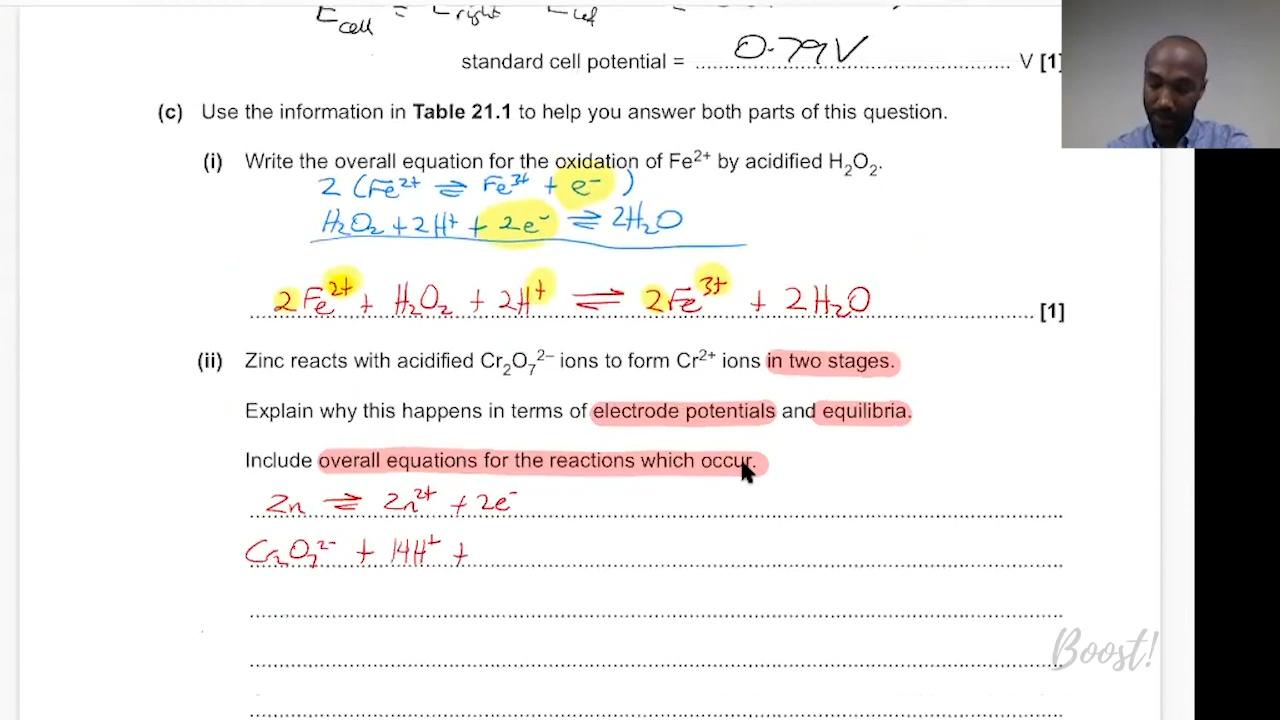 E cell = E right E left
standard cell potential = 0.79V V [1]
(c) Use the information in Table 21.1 to help you answer both parts of this question.
(i) Write the overall equation for the oxidation of Fe²⁺ by acidified H₂O₂.
2 (Fe²⁺ ⇌ Fe³⁺ + e⁻)
H₂O₂ + 2H⁺ + 2e⁻ ⇌ 2H₂O
2Fe²⁺ + H₂O₂ + 2H⁺ ⇌ 2Fe³⁺ + 2H₂O [1]
(ii) Zinc reacts with acidified Cr₂O₇²⁻ ions to form Cr²⁺ ions in two stages.
Explain why this happens in terms of electrode potentials and equilibria.
Include overall equations for the reactions which occur.
Zn ⇌ Zn²⁺ + 2e⁻
Cr₂O₇²⁻ + 14H⁺ +
Boost!